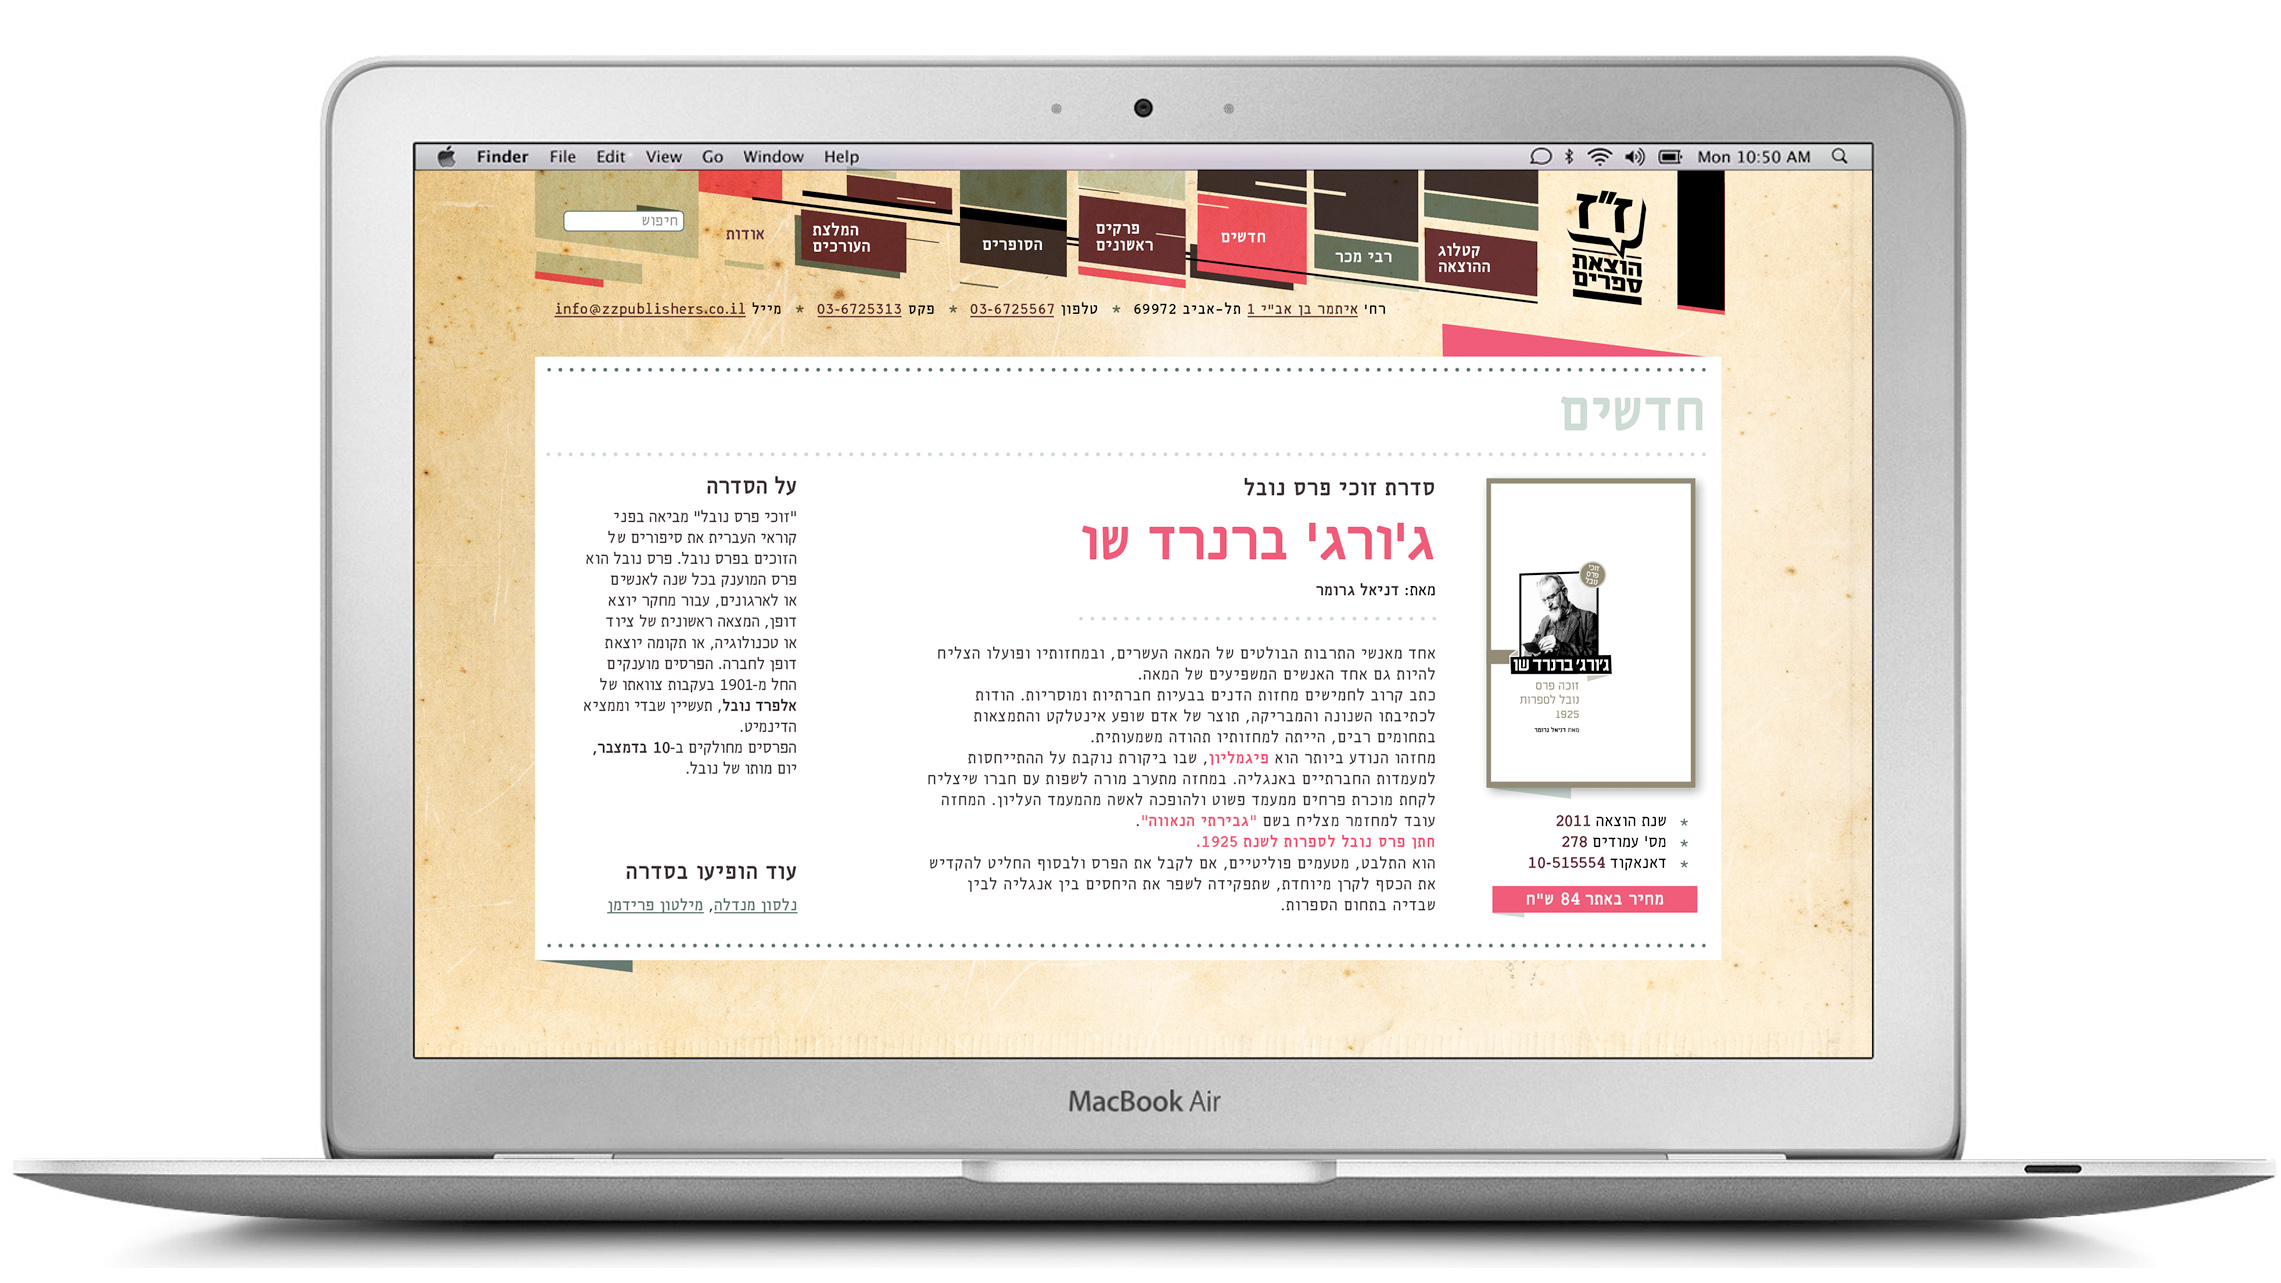 Finder File Edit View Go Window Help Mon 10:50 AM
ז"ז
הוצאת
ספרים
קטלוג
ההוצאה
רבי מכר
חדשים
פרקים
ראשונים
הסופרים
המלצת
העורכים
אודות
חיפוש
רח' איתמר בן אב"י 1 תל-אביב 69972 * טלפון 03-6725567 * פקס 03-6725313 * מייל info@zzpublishers.co.il
חדשים
זוכי
פרס
נובל
ג'ורג' ברנרד שו
זוכה פרס
נובל לספרות
1925
מאת דניאל גרומר
* שנת הוצאה 2011
* מס' עמודים 278
* דאנאקוד 10-515554
מחיר באתר 84 ש"ח
סדרת זוכי פרס נובל
ג'ורג' ברנרד שו
מאת: דניאל גרומר
אחד מאנשי התרבות הבולטים של המאה העשרים, ובמחזותיו ופועלו הצליח
להיות גם אחד האנשים המשפיעים של המאה.
כתב קרוב לחמישים מחזות הדנים בבעיות חברתיות ומוסריות. הודות
לכתיבתו השנונה והמבריקה, תוצר של אדם שופע אינטלקט והתמצאות
בתחומים רבים, הייתה למחזותיו תהודה משמעותית.
מחזהו הנודע ביותר הוא פיגמליון, שבו ביקורת נוקבת על ההתייחסות
למעמדות החברתיים באנגליה. במחזה מתערב מורה לשפות עם חברו שיצליח
לקחת מוכרת פרחים ממעמד פשוט ולהופכה לאשה מהמעמד העליון. המחזה
עובד למחזמר מצליח בשם "גבירתי הנאווה".
חתן פרס נובל לספרות לשנת 1925.
הוא התלבט, מטעמים פוליטיים, אם לקבל את הפרס ולבסוף החליט להקדיש
את הכסף לקרן מיוחדת, שתפקידה לשפר את היחסים בין אנגליה לבין
שבדיה בתחום הספרות.
על הסדרה
"זוכי פרס נובל" מביאה בפני
קוראי העברית את סיפורים של
הזוכים בפרס נובל. פרס נובל הוא
פרס המוענק בכל שנה לאנשים
או לארגונים, עבור מחקר יוצא
דופן, המצאה ראשונית של ציוד
או טכנולוגיה, או תקומה יוצאת
דופן לחברה. הפרסים מוענקים
החל מ-1901 בעקבות צוואתו של
אלפרד נובל, תעשיין שבדי וממציא
הדינמיט.
הפרסים מחולקים ב-10 בדמצבר,
יום מותו של נובל.
עוד הופיעו בסדרה
נלסון מנדלה, מילטון פרידמן
MacBook Air